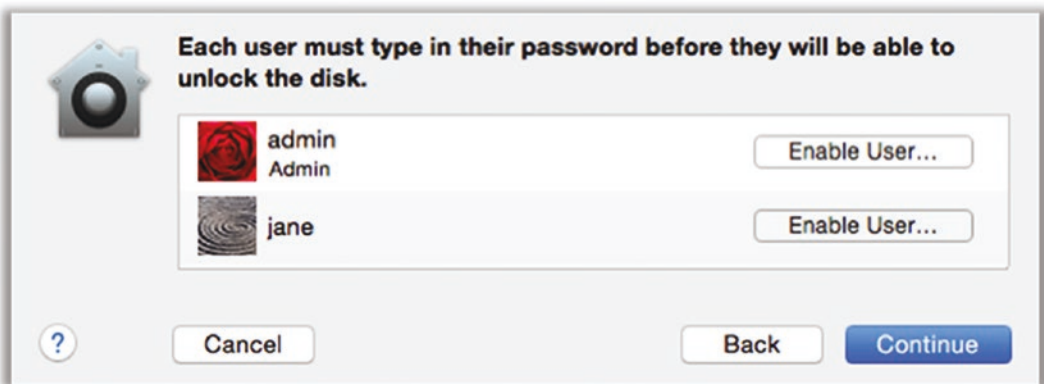 Each user must type in their password before they will be able to
unlock the disk.
admin
Admin
Enable User...
jane
Enable User...
?
Cancel
Back
Continue